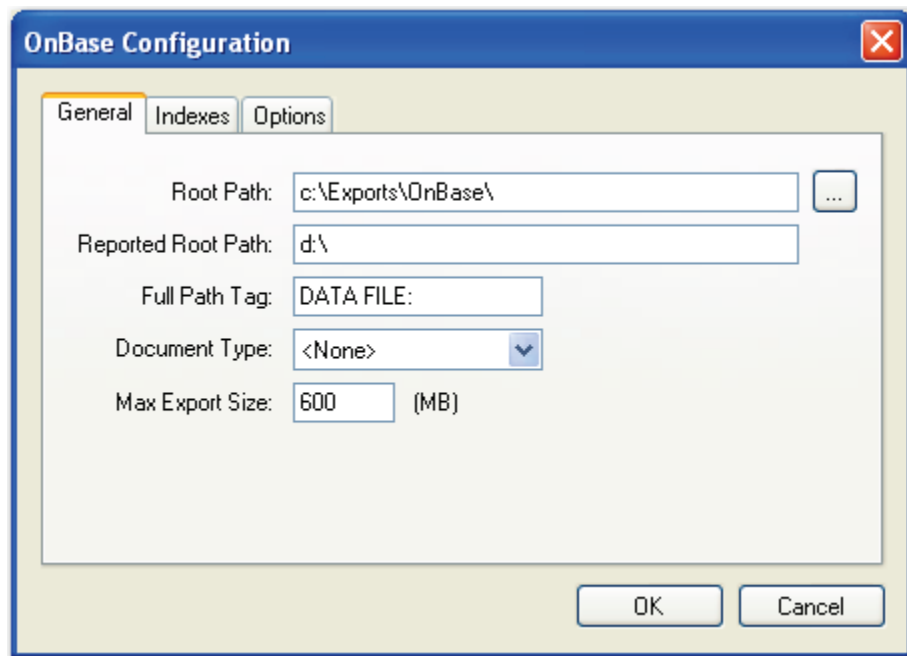 OnBase Configuration
General Indexes Options
Root Path: c:\Exports\OnBase\ ...
Reported Root Path: d:\
Full Path Tag: DATA FILE:
Document Type: <None>
Max Export Size: 600 (MB)
OK Cancel